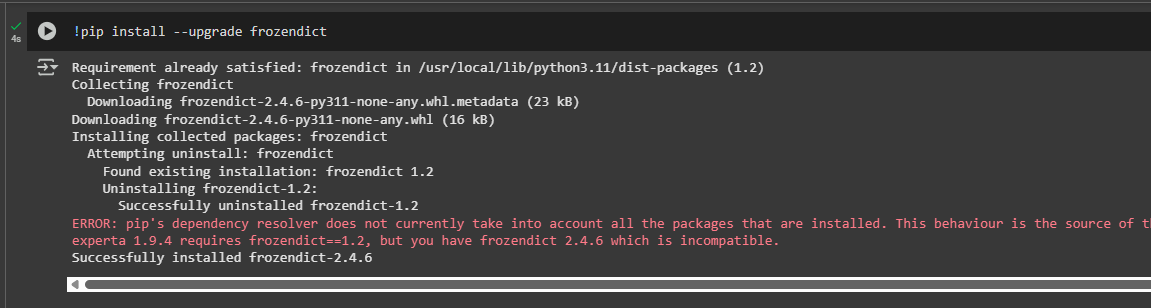 4s
!pip install --upgrade frozendict
Requirement already satisfied: frozendict in /usr/local/lib/python3.11/dist-packages (1.2)
Collecting frozendict
Downloading frozendict-2.4.6-py311-none-any.whl.metadata (23 kB)
Downloading frozendict-2.4.6-py311-none-any.whl (16 kB)
Installing collected packages: frozendict
Attempting uninstall: frozendict
Found existing installation: frozendict 1.2
Uninstalling frozendict-1.2:
Successfully uninstalled frozendict-1.2
ERROR: pip's dependency resolver does not currently take into account all the packages that are installed. This behaviour is the source of
experta 1.9.4 requires frozendict==1.2, but you have frozendict 2.4.6 which is incompatible.
Successfully installed frozendict-2.4.6